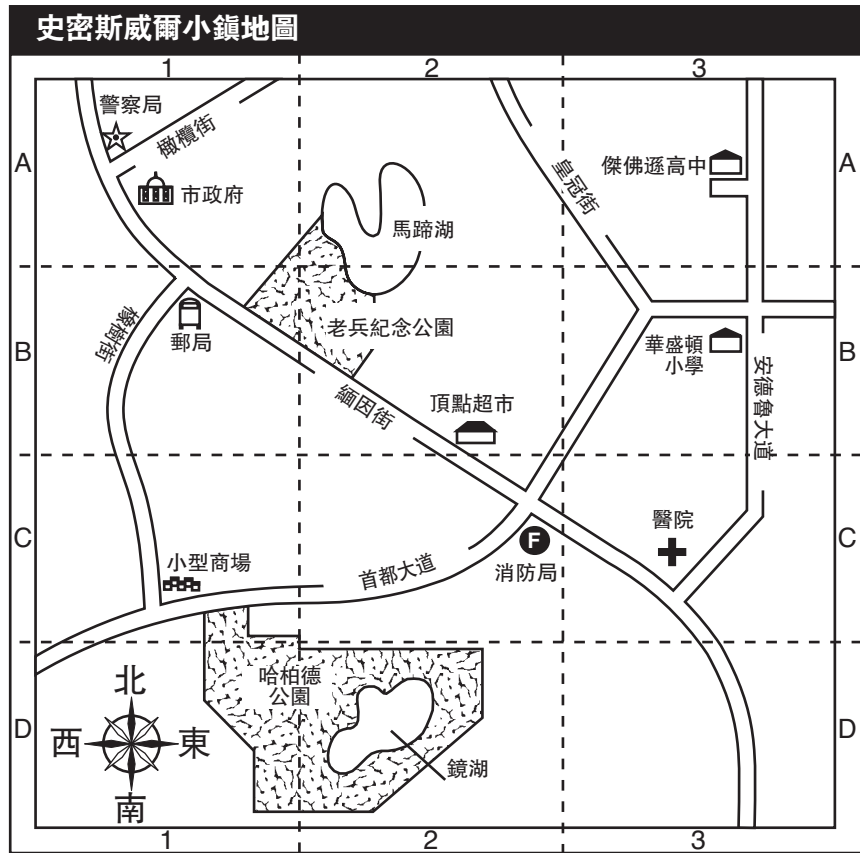 史密斯威爾小鎮地圖
1
2
3
警察局
橄欖街
A
市政府
馬蹄湖
皇冠街
傑佛遜高中
A
橡樹街
B
郵局
老兵紀念公園
緬因街
頂點超市
華盛頓
小學
安德魯大道
B
C
小型商場
首都大道
F
消防局
醫院
C
哈柏德
公園
D
北
西
東
南
鏡湖
D
1
2
3